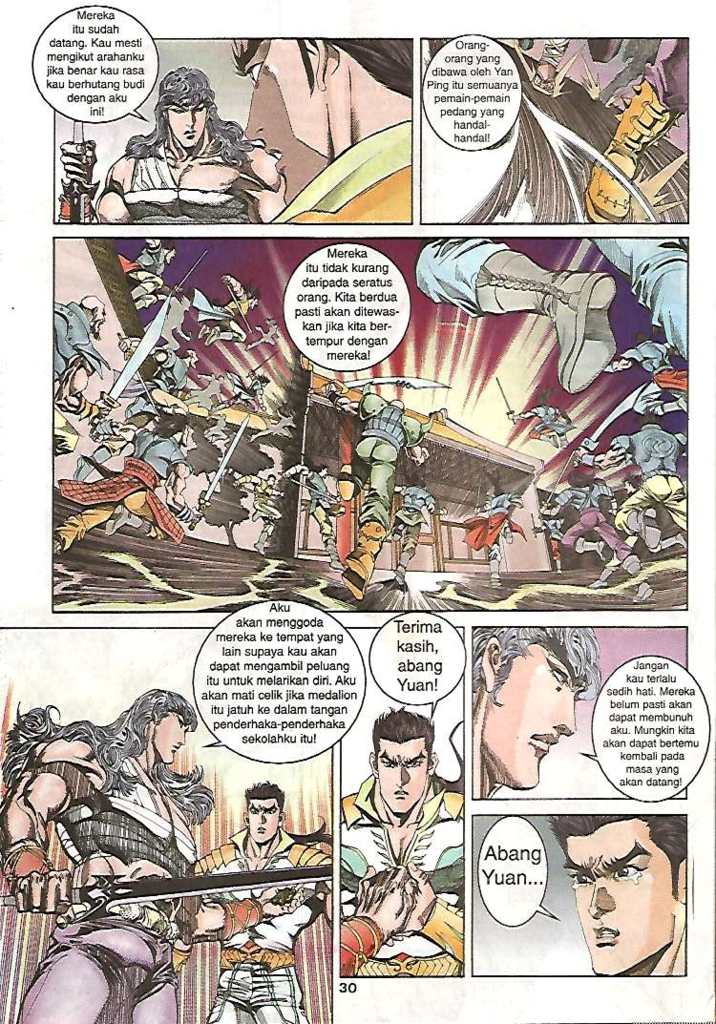 Mereka
itu sudah
datang. Kau mesti
mengikut arahanku
jika benar kau rasa
kau berhutang budi
dengan aku
ini!
Orang-
orang yang
dibawa oleh Yan
Ping itu semuanya
pemain-pemain
pedang yang
handal-
handal!
Mereka
itu tidak kurang
daripada seratus
orang. Kita berdua
pasti akan ditewas-
kan jika kita ber-
tempur dengan
mereka!
Aku
akan menggoda
mereka ke tempat yang
lain supaya kau akan
dapat mengambil peluang
itu untuk melarikan diri. Aku
akan mati celik jika medalion
itu jatuh ke dalam tangan
penderhaka-penderhaka
sekolahku itu!
Terima
kasih,
abang
Yuan!
Jangan
kau terlalu
sedih hati. Mereka
belum pasti akan
dapat membunuh
aku. Mungkin kita
akan dapat bertemu
kembali pada
masa yang
akan datang!
Abang
Yuan...
30